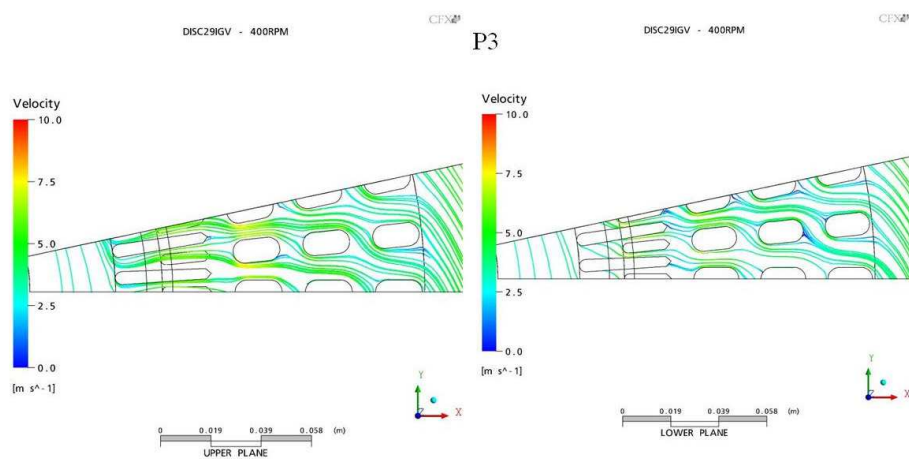 CFX
DISC29IGV - 400RPM
Velocity
10.0
7.5
5.0
2.5
0.0
[m s^-1]
Y
Z
X
0 0.019 0.039 0.058 (m)
UPPER PLANE
P3
CFX
DISC29IGV - 400RPM
Velocity
10.0
7.5
5.0
2.5
0.0
[m s^-1]
Y
Z
X
0 0.019 0.039 0.058 (m)
LOWER PLANE